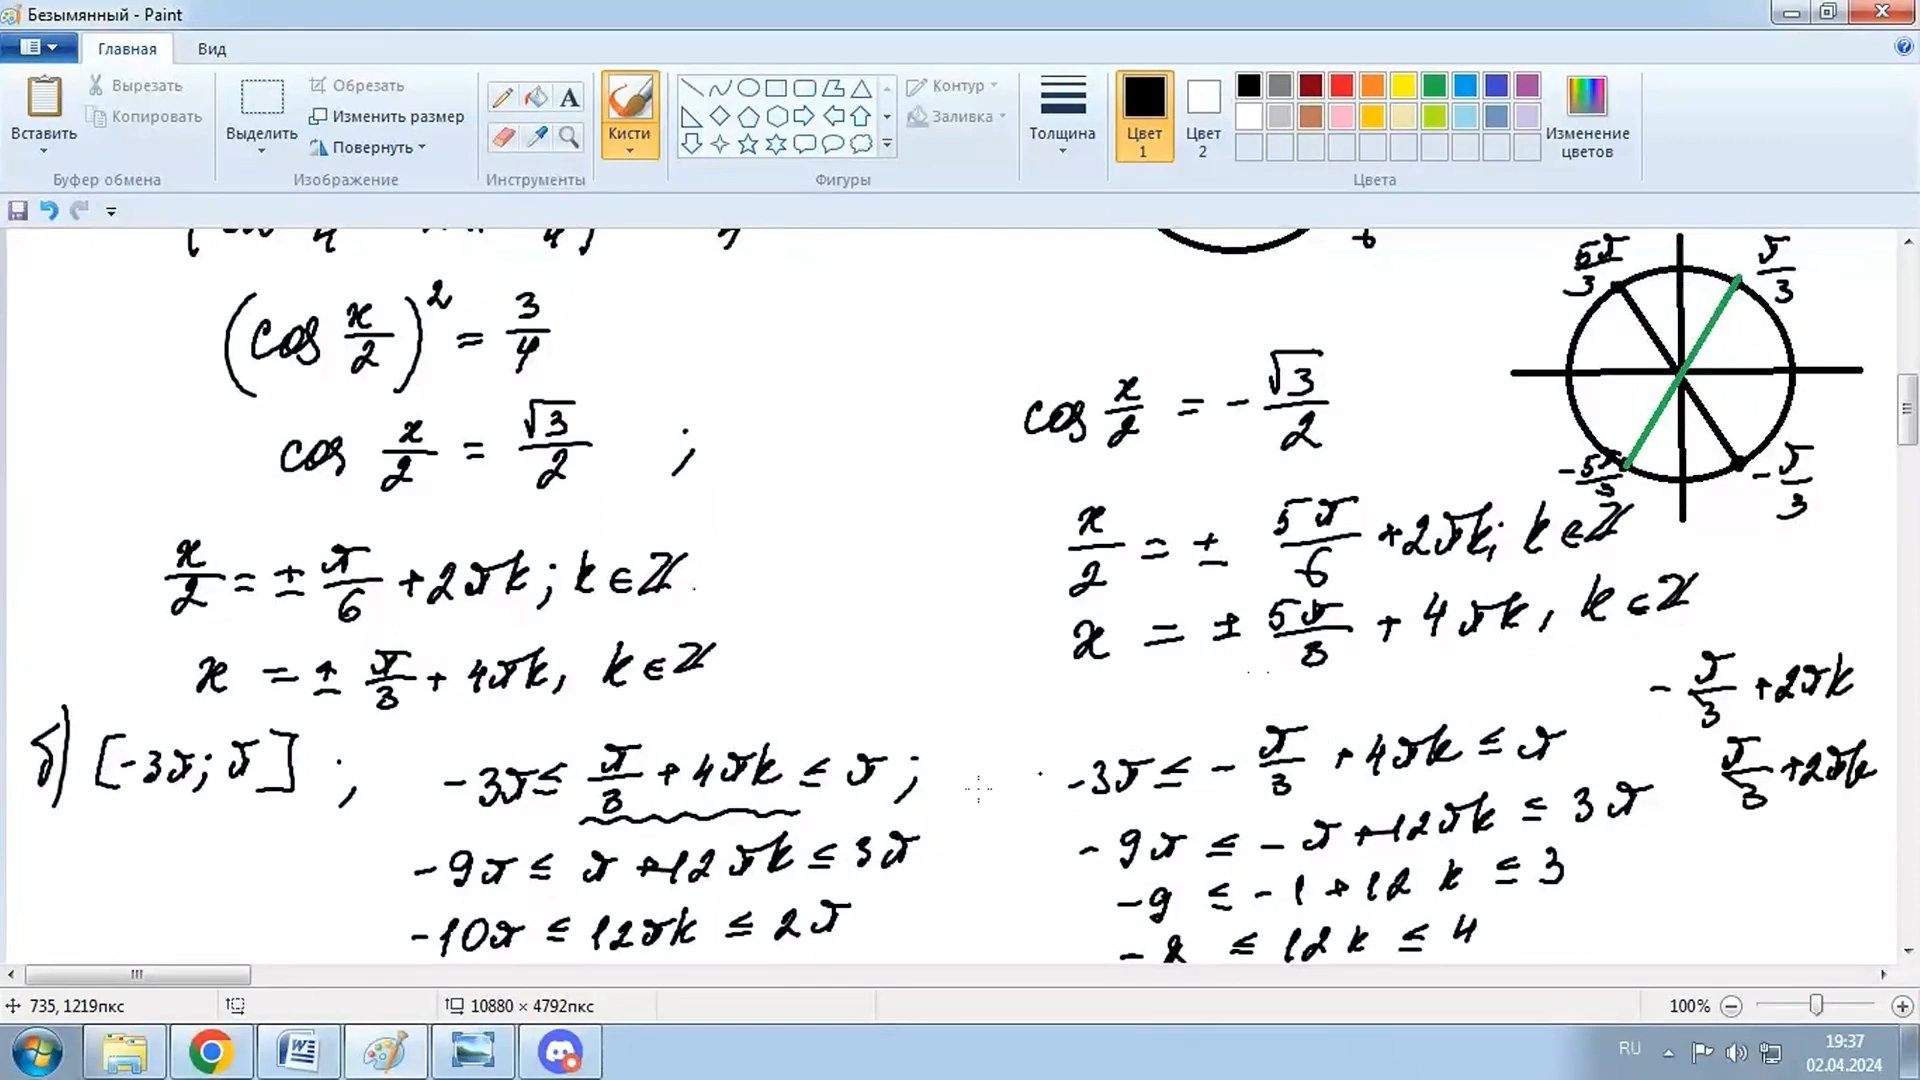 Безымянный - Paint
Главная
Вид
Вставить
Вырезать
Копировать
Буфер обмена
Выделить
Обрезать
Изменить размер
Повернуть
Изображение
Инструменты
Кисти
Фигуры
Контур
Заливка
Толщина
Цвет 1
Цвет 2
Изменение цветов
Цвета
(cos x/2)² = 3/4
cos x/2 = √3/2 ;
x/2 = ± π/6 + 2πk; k ∈ ℤ.
x = ± π/3 + 4πk, k ∈ ℤ
cos x/2 = - √3/2
x/2 = ± 5π/6 + 2πk; k ∈ ℤ
x = ± 5π/3 + 4πk, k ∈ ℤ
5π/3
π/3
-5π/3
-π/3
- π/3 + 2πk
π/3 + 2πk
б) [-3π; π] ;
-3π ≤ π/3 + 4πk ≤ π ;
-9π ≤ π + 12πk ≤ 3π
-10π ≤ 12πk ≤ 2π
-3π ≤ - π/3 + 4πk ≤ π
-9π ≤ -π + 12πk ≤ 3π
-9 ≤ -1 + 12k ≤ 3
≤ 12k ≤ 4
735, 1219пкс
10880 × 4792пкс
100%
RU
19:37
02.04.2024